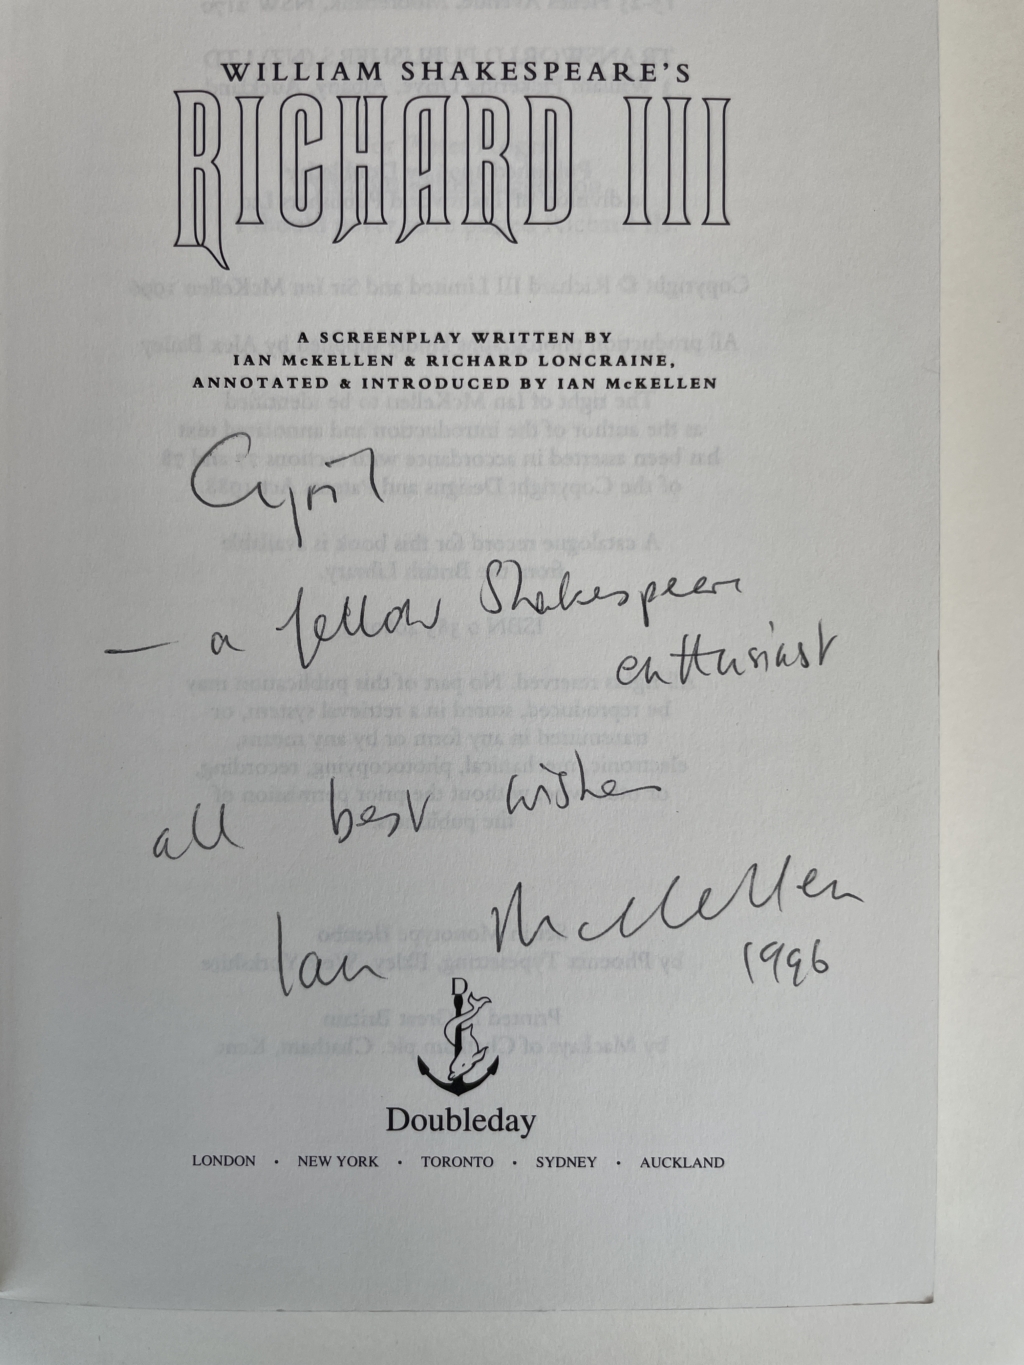 WILLIAM SHAKESPEARE'S
RICHARD III
A SCREENPLAY WRITTEN BY
IAN McKELLEN & RICHARD LONCRAINE,
ANNOTATED & INTRODUCED BY IAN McKELLEN
Cyril
— a fellow Shakespeare
enthusiast
all best wishes
Ian McKellen
1996
D
Doubleday
LONDON • NEW YORK • TORONTO • SYDNEY • AUCKLAND